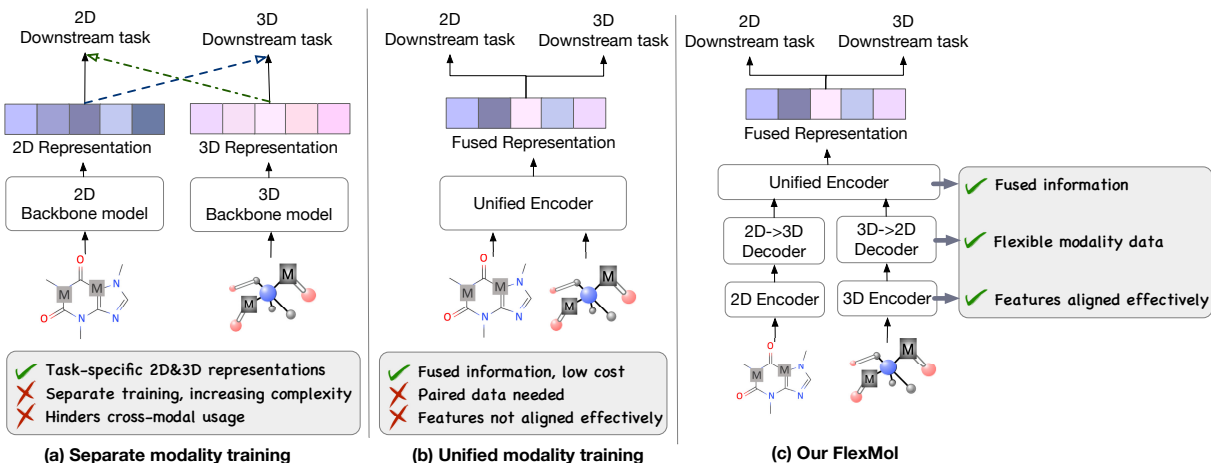 2D
Downstream task
3D
Downstream task
2D Representation
3D Representation
2D
Backbone model
3D
Backbone model
O
M
M
N
O
N
N
M
M
Task-specific 2D&3D representations
Separate training, increasing complexity
Hinders cross-modal usage
(a) Separate modality training
2D
Downstream task
3D
Downstream task
Fused Representation
Unified Encoder
O
M
M
N
O
N
N
M
M
Fused information, low cost
Paired data needed
Features not aligned effectively
(b) Unified modality training
2D
Downstream task
3D
Downstream task
Fused Representation
Unified Encoder
2D->3D
Decoder
3D->2D
Decoder
2D Encoder
3D Encoder
O
M
M
N
O
N
N
M
M
Fused information
Flexible modality data
Features aligned effectively
(c) Our FlexMol